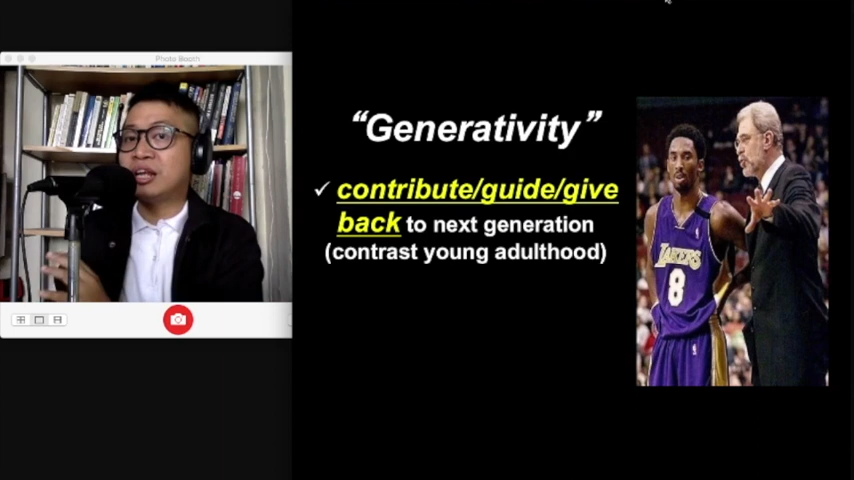 Photo Booth
“Generativity”
✓ contribute/guide/give
back to next generation
(contrast young adulthood)
LAKERS
8